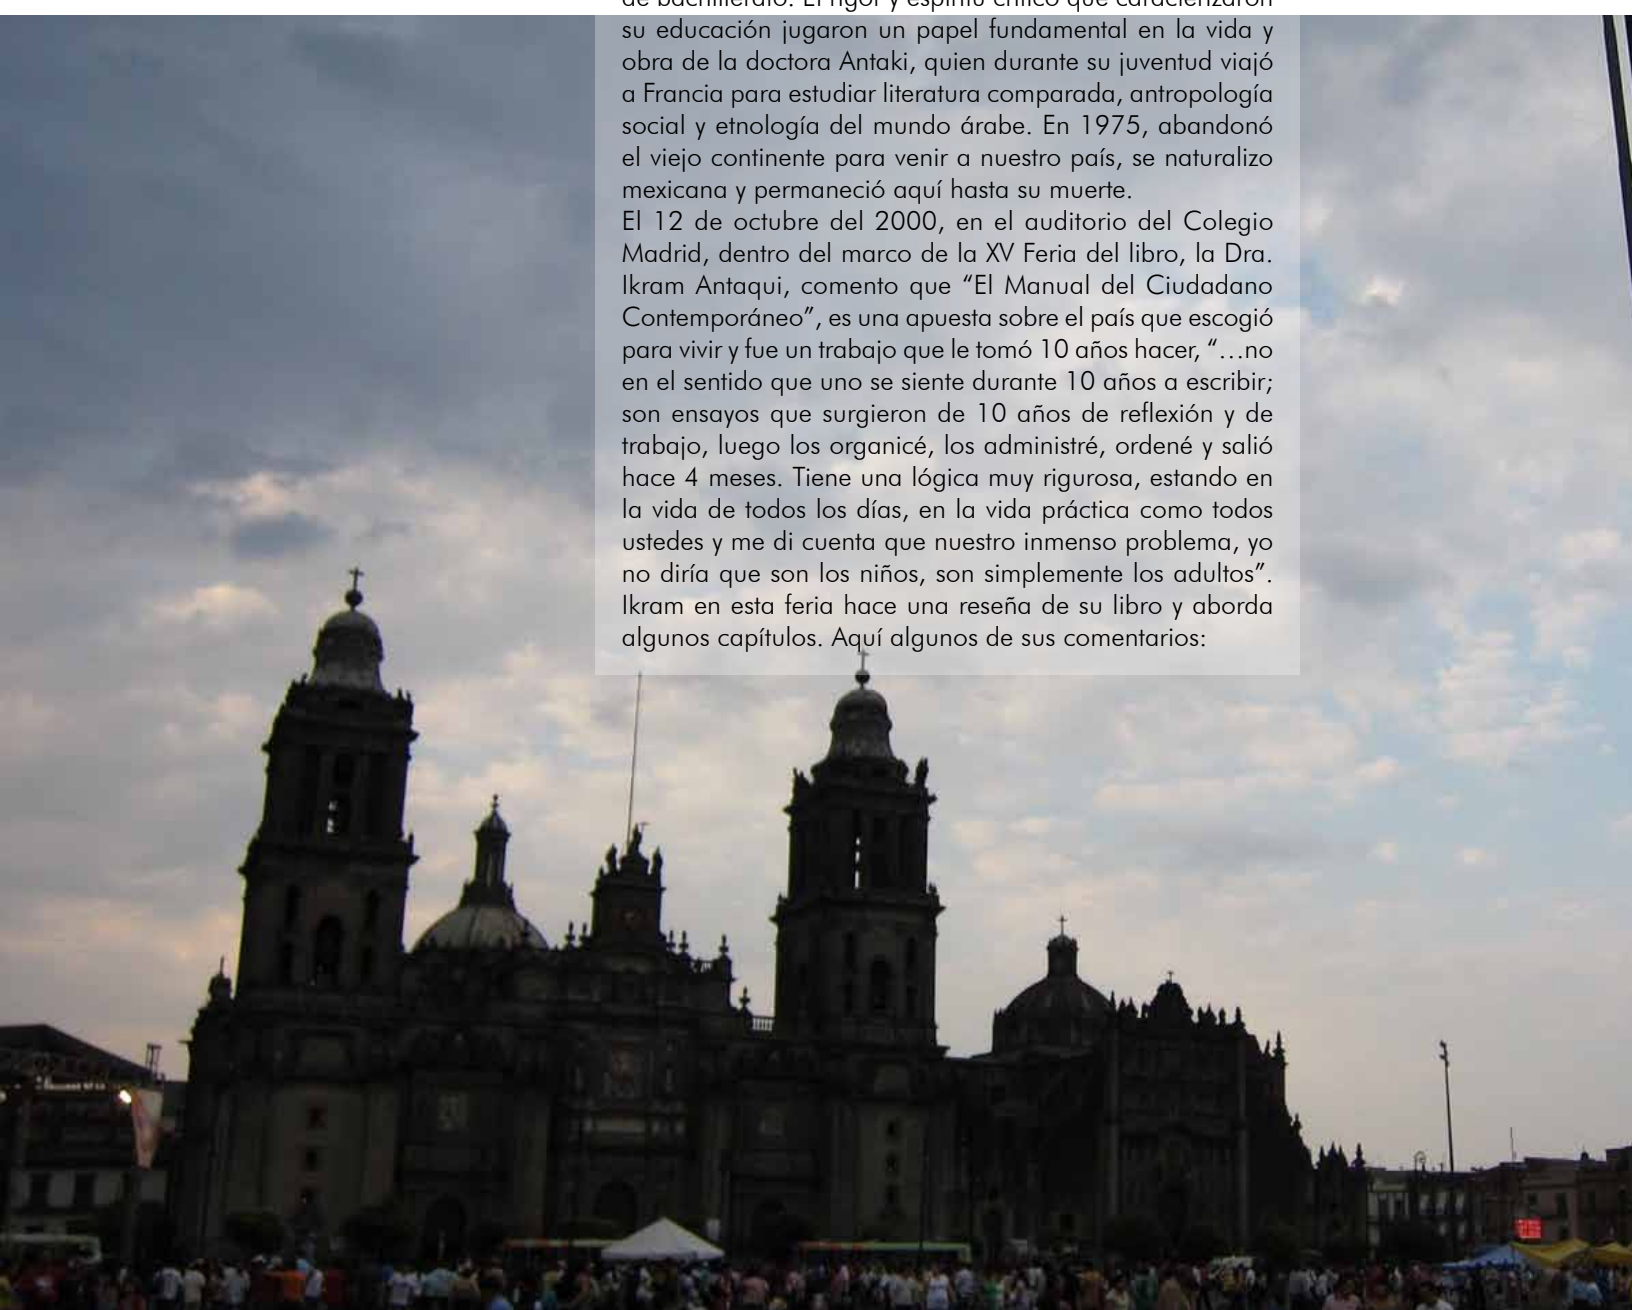 de bachillerato. El rigor y espíritu crítico que caracterizaron
su educación jugaron un papel fundamental en la vida y
obra de la doctora Antaki, quien durante su juventud viajó
a Francia para estudiar literatura comparada, antropología
social y etnología del mundo árabe. En 1975, abandonó
el viejo continente para venir a nuestro país, se naturalizo
mexicana y permaneció aquí hasta su muerte.
El 12 de octubre del 2000, en el auditorio del Colegio
Madrid, dentro del marco de la XV Feria del libro, la Dra.
Ikram Antaqui, comento que “El Manual del Ciudadano
Contemporáneo”, es una apuesta sobre el país que escogió
para vivir y fue un trabajo que le tomó 10 años hacer, “…no
en el sentido que uno se siente durante 10 años a escribir;
son ensayos que surgieron de 10 años de reflexión y de
trabajo, luego los organicé, los administré, ordené y salió
hace 4 meses. Tiene una lógica muy rigurosa, estando en
la vida de todos los días, en la vida práctica como todos
ustedes y me di cuenta que nuestro inmenso problema, yo
no diría que son los niños, son simplemente los adultos”.
Ikram en esta feria hace una reseña de su libro y aborda
algunos capítulos. Aquí algunos de sus comentarios: